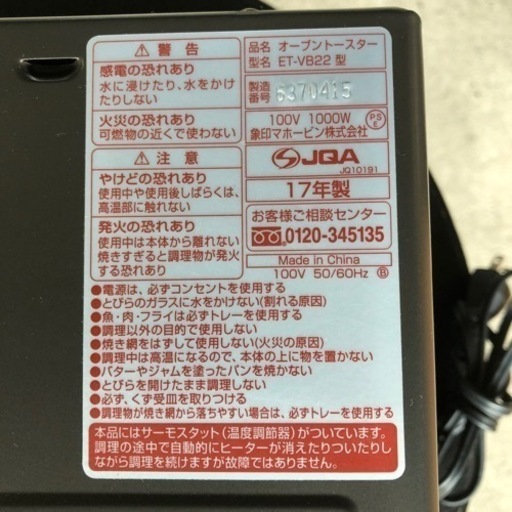 ⚠ 警告
感電の恐れあり
水に浸けたり、水をかけ
たりしない
火災の恐れあり
可燃物の近くで使わない
⚠ 注意
やけどの恐れあり
使用中や使用後しばらくは、
高温部に触れない
発火の恐れあり
使用中は本体から離れない
焼きすぎると調理物が発火
する恐れあり
品名 オーブントースター
型名 ET-VB22 型
製造
番号 6370415
100V 1000W PSE
象印マホービン株式会社
JQA
JQ10191
17年製
お客様ご相談センター
0120-345135
Made in China
100V 50/60Hz Ⓑ
●電源は、必ずコンセントを使用する
●とびらのガラスに水をかけない(割れる原因)
●魚・肉・フライは必ずトレーを使用する
●調理以外の目的で使用しない
●焼き網をはずして使用しない(火災の原因)
●調理中は高温になるので、本体の上に物を置かない
●バターやジャムを塗ったパンを焼かない
●とびらを開けたまま調理しない
●必ず、くず受皿を取りつける
●調理物が焼き網から落ちやすい場合は、必ずトレーを使用する
本品にはサーモスタット(温度調節器)がついています。
調理の途中で自動的にヒーターが消えたりついたりし
ながら調理を続けますが故障ではありません。